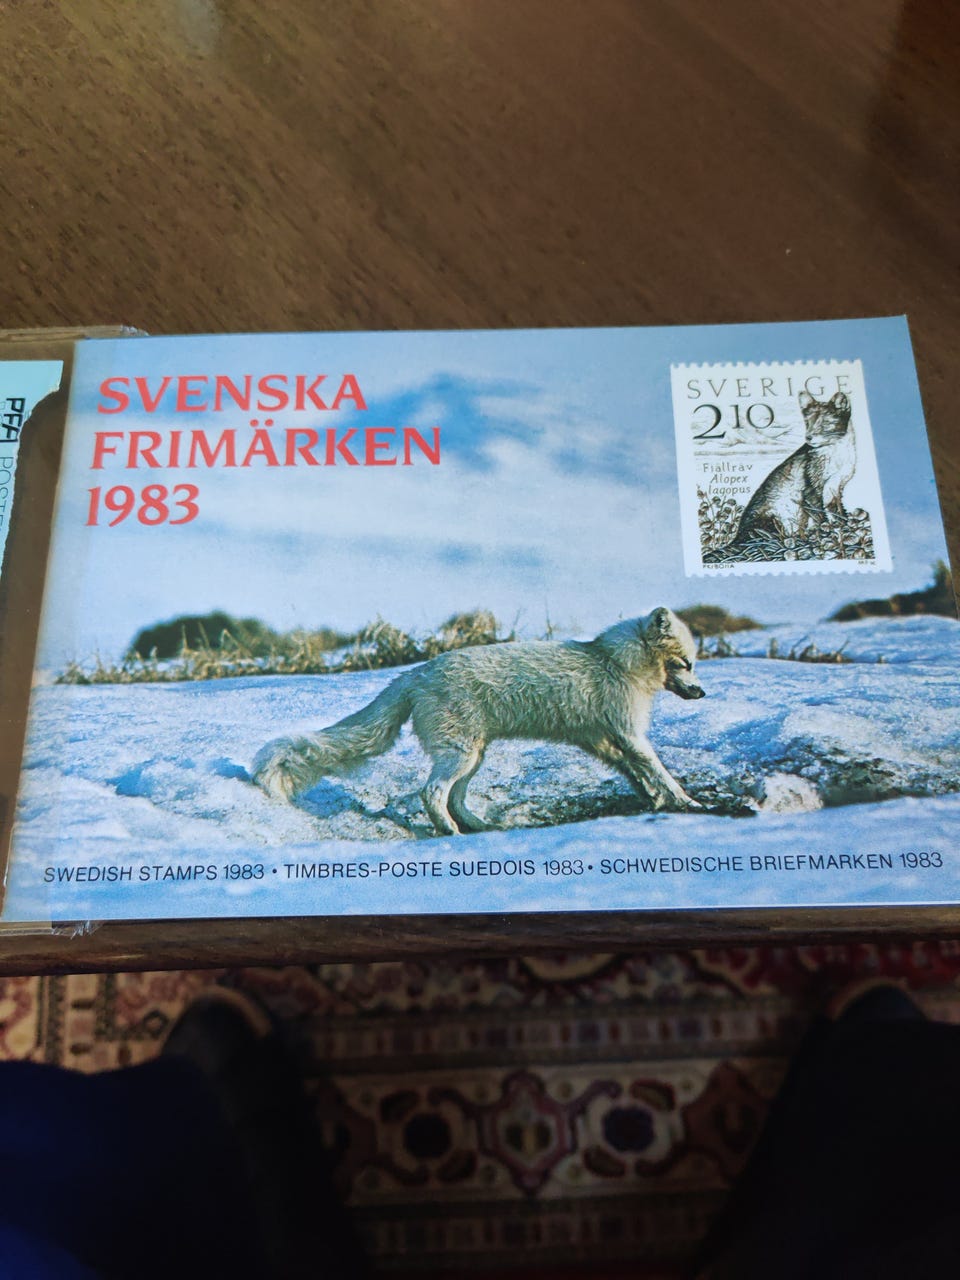 SVENSKA
FRIMÄRKEN
1983
SVERIGE
2.10
Fjällräv
Alopex
lagopus
SWEDISH STAMPS 1983 • TIMBRES-POSTE SUEDOIS 1983 • SCHWEDISCHE BRIEFMARKEN 1983
PFA